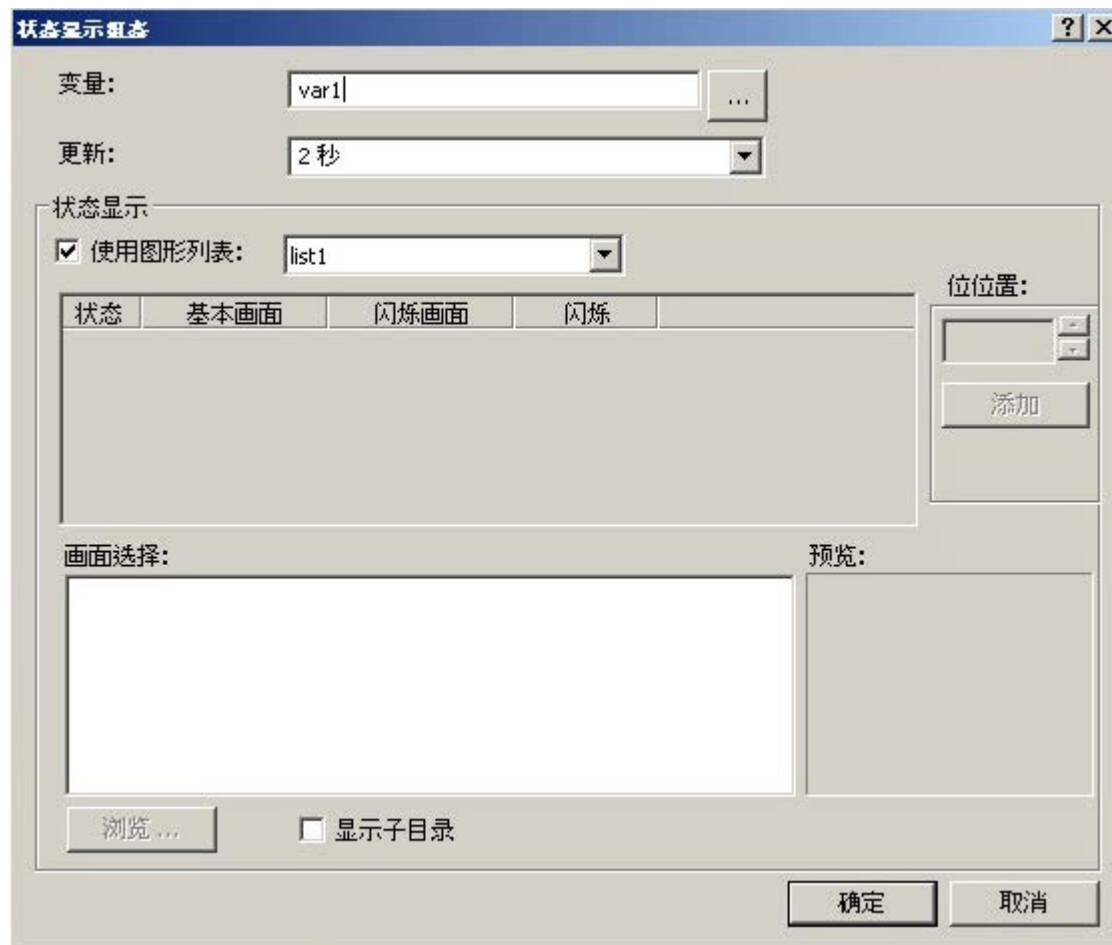 状态显示组态
变量:
var1
...
更新:
2 秒
状态显示
使用图形列表:
list1
状态 基本画面 闪烁画面 闪烁
位位置:
添加
画面选择:
预览:
浏览 ...
显示子目录
确定 取消